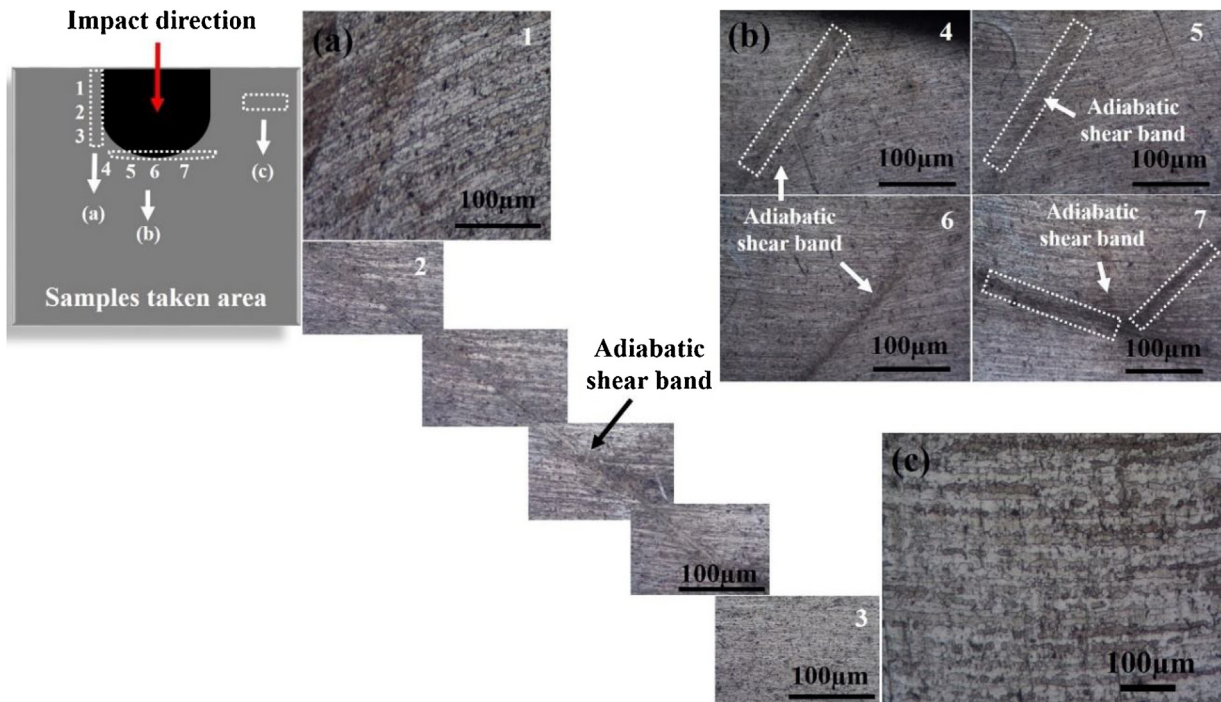 Impact direction
1
2
3
4
5
6
7
(a)
(b)
(c)
Samples taken area
(a)
1
100μm
2
Adiabatic
shear band
100μm
3
100μm
(b)
4
100μm
Adiabatic
shear band
5
Adiabatic
shear band
100μm
6
100μm
7
Adiabatic
shear band
100μm
(c)
100μm